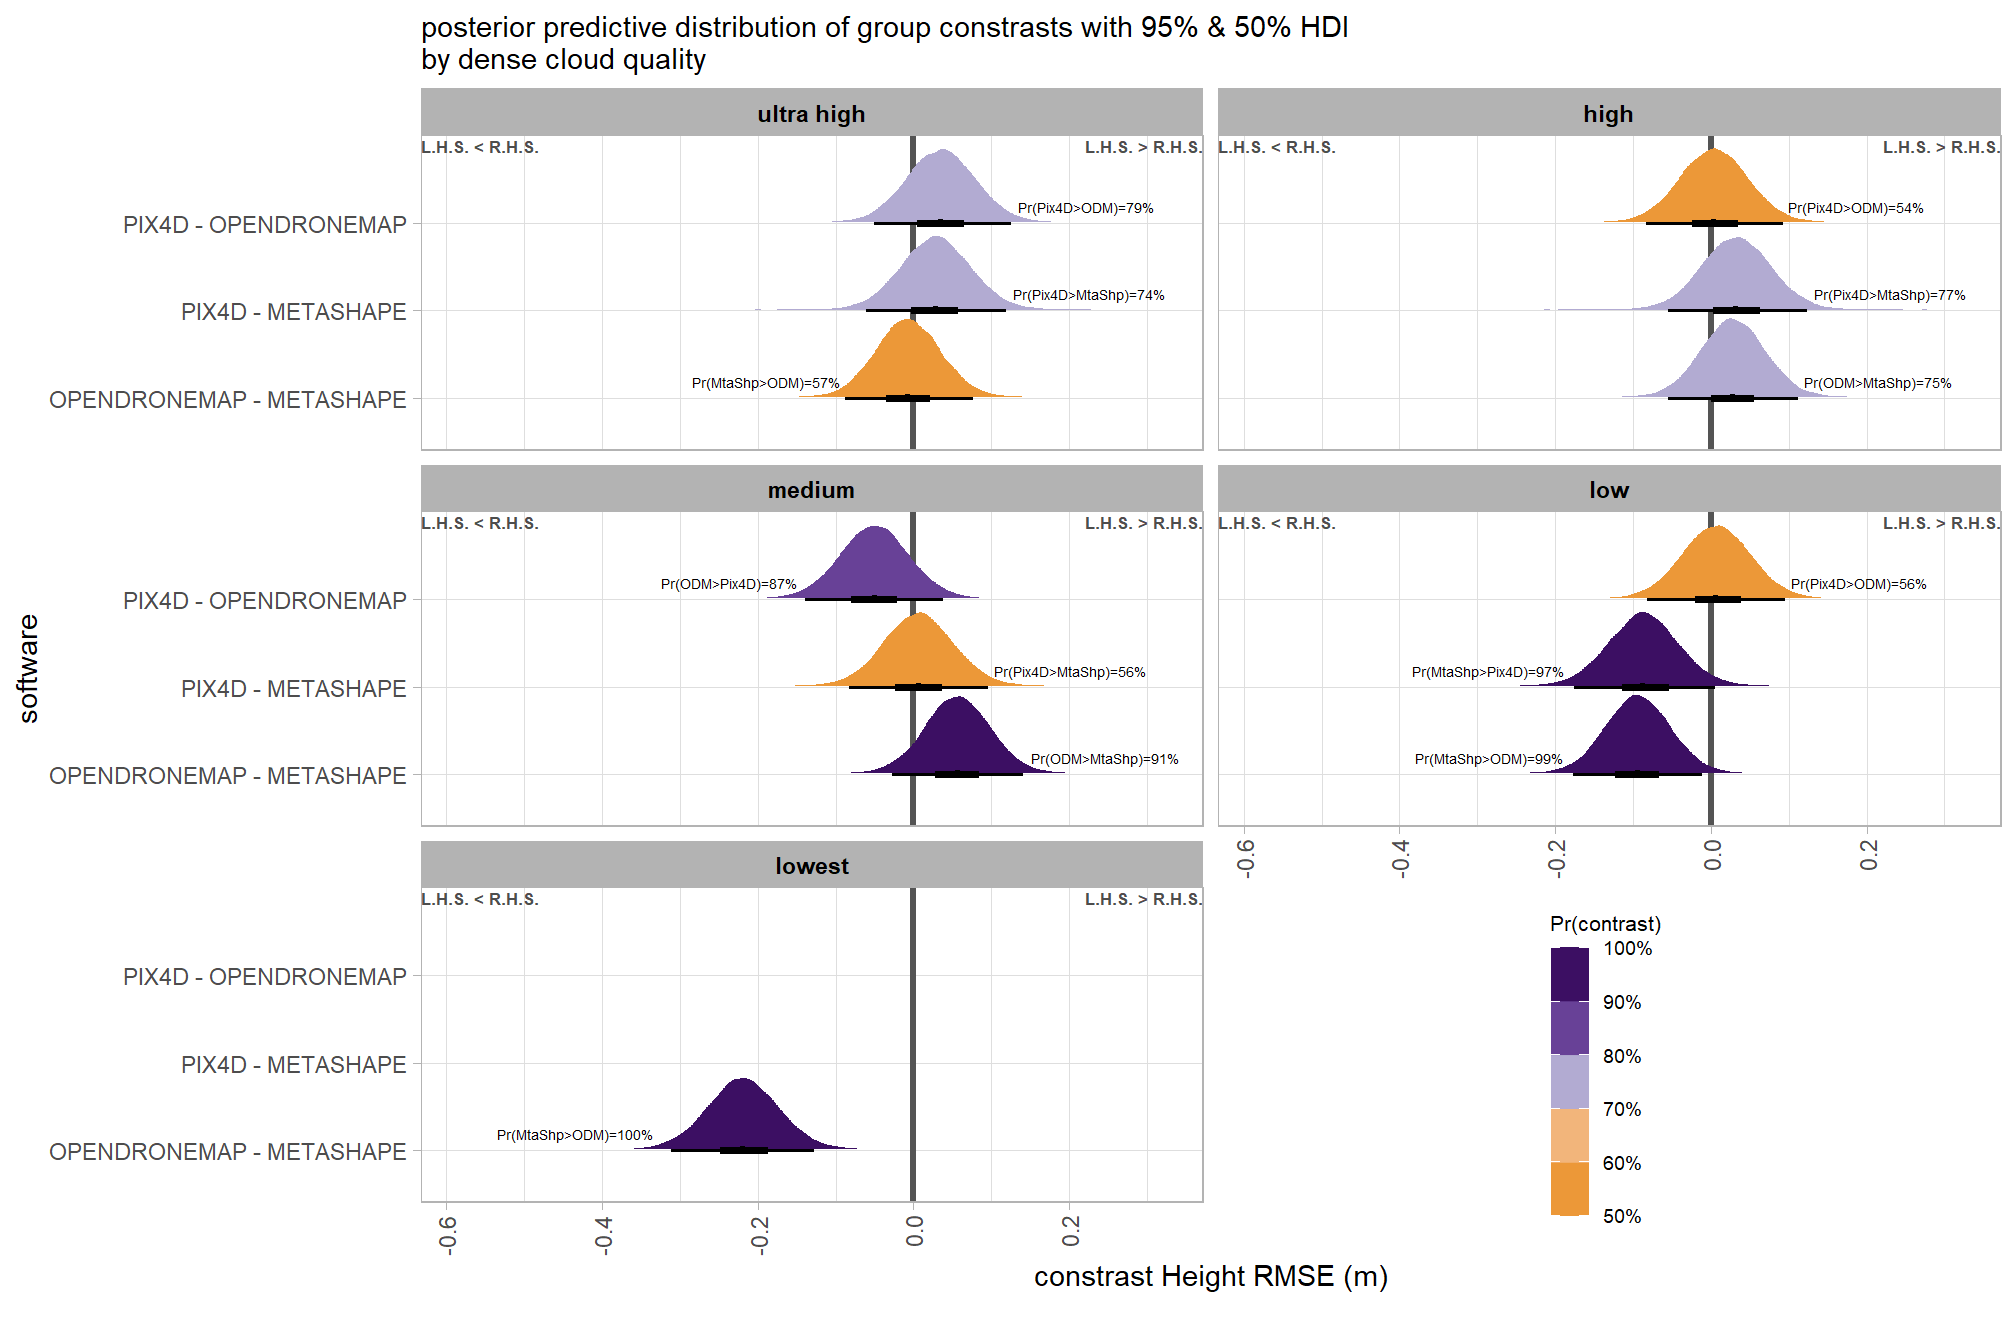 posterior predictive distribution of group constrasts with 95% & 50% HDI
by dense cloud quality
ultra high
high
L.H.S. < R.H.S.
L.H.S. > R.H.S.
L.H.S. < R.H.S.
L.H.S. > R.H.S.
PIX4D - OPENDRONEMAP
Pr(Pix4D>ODM)=79%
Pr(Pix4D>ODM)=54%
PIX4D - METASHAPE
Pr(Pix4D>MtaShp)=74%
Pr(Pix4D>MtaShp)=77%
OPENDRONEMAP - METASHAPE
Pr(MtaShp>ODM)=57%
Pr(ODM>MtaShp)=75%
medium
low
L.H.S. < R.H.S.
L.H.S. > R.H.S.
L.H.S. < R.H.S.
L.H.S. > R.H.S.
PIX4D - OPENDRONEMAP
Pr(ODM>Pix4D)=87%
Pr(Pix4D>ODM)=56%
PIX4D - METASHAPE
Pr(Pix4D>MtaShp)=56%
Pr(MtaShp>Pix4D)=97%
OPENDRONEMAP - METASHAPE
Pr(ODM>MtaShp)=91%
Pr(MtaShp>ODM)=99%
-0.6
-0.4
-0.2
0.0
0.2
lowest
L.H.S. < R.H.S.
L.H.S. > R.H.S.
PIX4D - OPENDRONEMAP
PIX4D - METASHAPE
OPENDRONEMAP - METASHAPE
Pr(MtaShp>ODM)=100%
-0.6
-0.4
-0.2
0.0
0.2
software
constrast Height RMSE (m)
Pr(contrast)
100%
90%
80%
70%
60%
50%